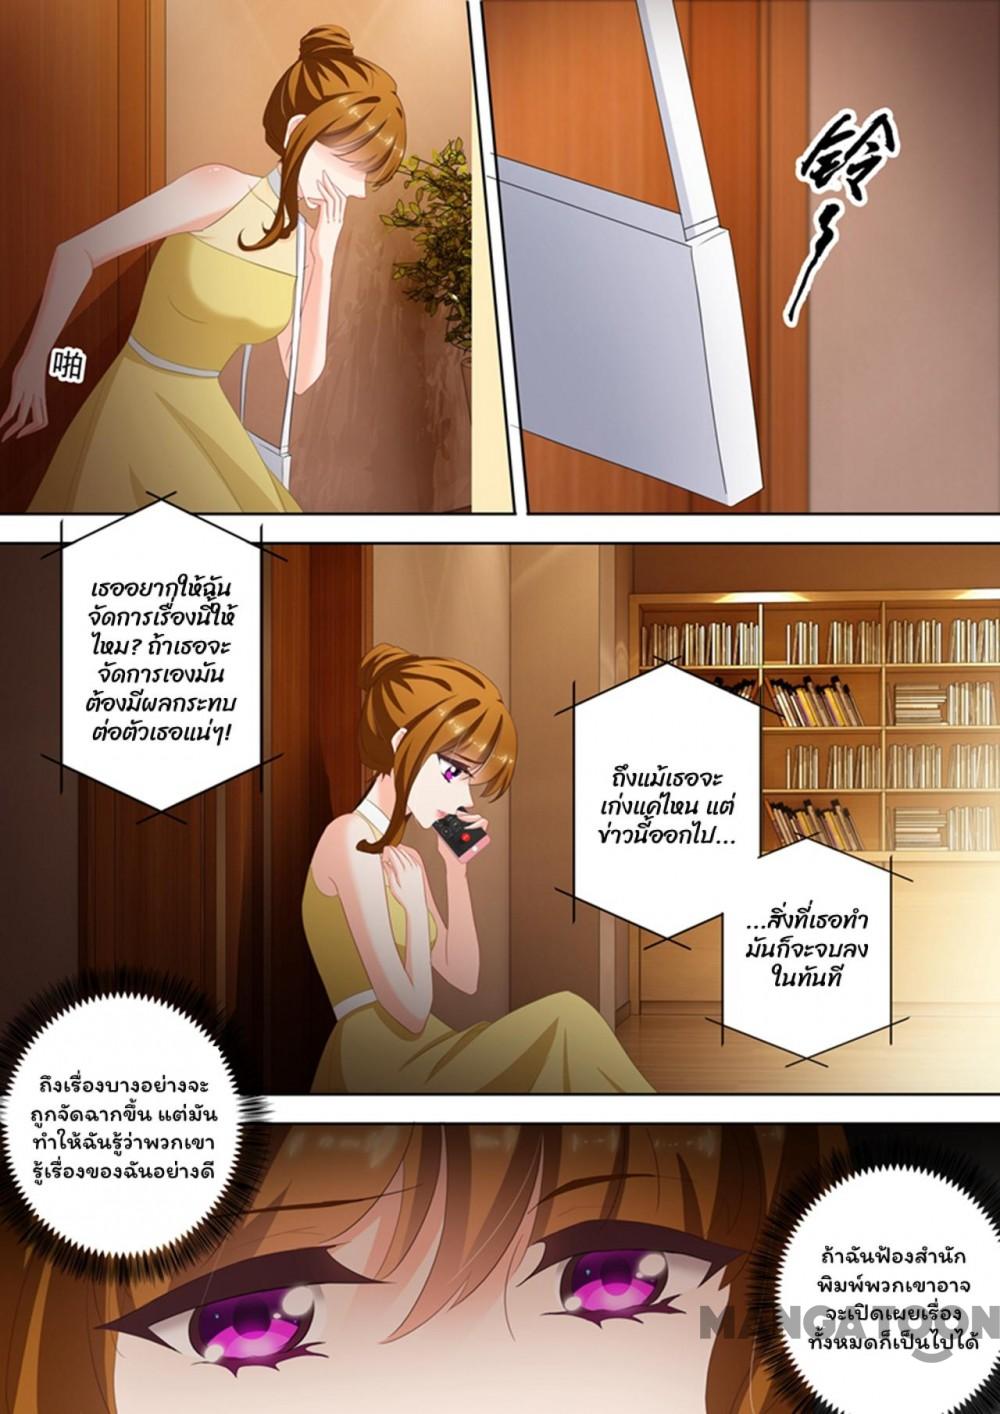 铃
啪
เธออยากให้ฉัน
จัดการเรื่องนี้ให้
ไหม? ถ้าเธอจะ
จัดการเองมัน
ต้องมีผลกระทบ
ต่อตัวเธอแน่ๆ!
ถึงแม้เธอจะ
เก่งแค่ไหน แต่
ข่าวนี้ออกไป...
...สิ่งที่เธอทำ
มันก็จะจบลง
ในทันที
ถึงเรื่องบางอย่างจะ
ถูกจัดฉากขึ้น แต่มัน
ทำให้ฉันรู้ว่าพวกเขา
รู้เรื่องของฉันอย่างดี
ถ้าฉันฟ้องสำนัก
พิมพ์พวกเขาอาจ
จะเปิดเผยเรื่อง
ทั้งหมดก็เป็นไปได้
MANGATOON